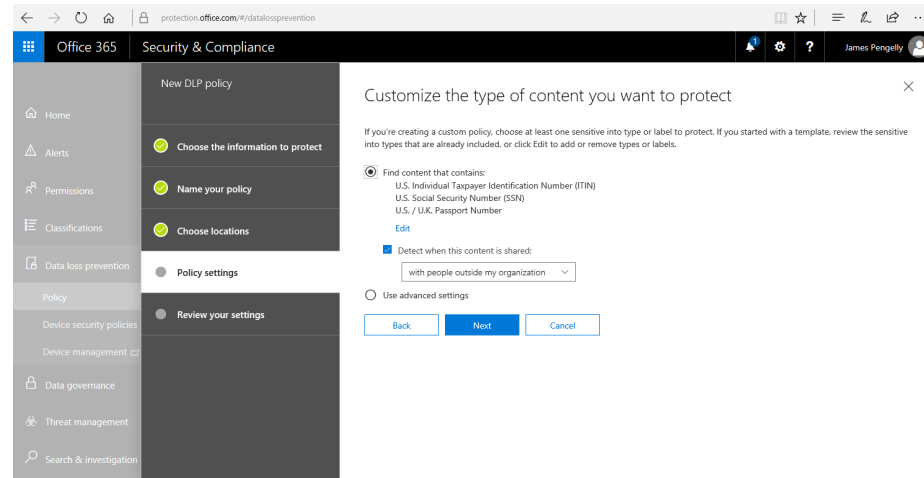 protection.office.com/#/datalossprevention
Office 365
Security & Compliance
1
?
James Pengelly
Home
Alerts
Permissions
Classifications
Data loss prevention
Policy
Device security policies
Device management
Data governance
Threat management
Search & investigation
New DLP policy
Choose the information to protect
Name your policy
Choose locations
Policy settings
Review your settings
Customize the type of content you want to protect
If you're creating a custom policy, choose at least one sensitive into type or label to protect. If you started with a template, review the sensitive
into types that are already included, or click Edit to add or remove types or labels.
Find content that contains:
U.S. Individual Taxpayer Identification Number (ITIN)
U.S. Social Security Number (SSN)
U.S. / U.K. Passport Number
Edit
Detect when this content is shared:
with people outside my organization
Use advanced settings
Back
Next
Cancel